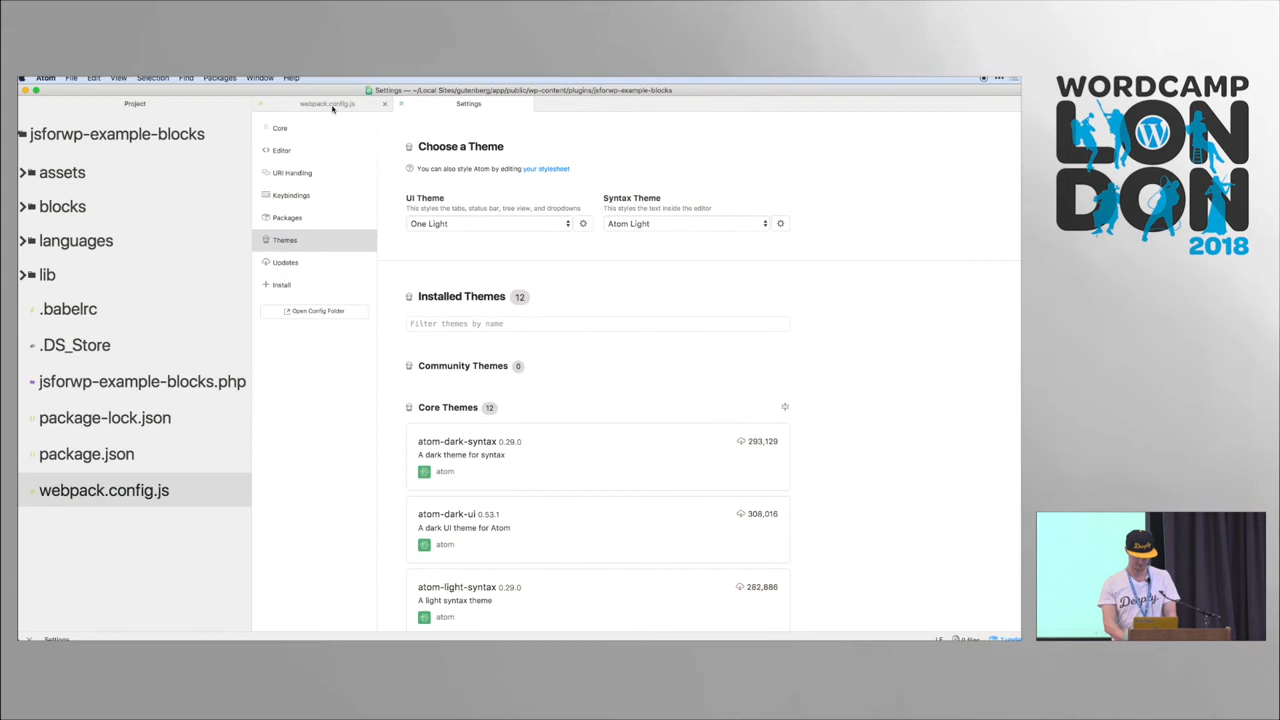 Atom File Edit View Selection Find Packages Window Help
Settings — ~/Local Sites/gutenberg/app/public/wp-content/plugins/jsforwp-example-blocks
Project
webpack.config.js
Settings
jsforwp-example-blocks
assets
blocks
languages
lib
.babelrc
.DS_Store
jsforwp-example-blocks.php
package-lock.json
package.json
webpack.config.js
Core
Editor
URI Handling
Keybindings
Packages
Themes
Updates
Install
Open Config Folder
Choose a Theme
You can also style Atom by editing your stylesheet
UI Theme
This styles the tabs, status bar, tree view, and dropdowns
One Light
Syntax Theme
This styles the text inside the editor
Atom Light
Installed Themes 12
Filter themes by name
Community Themes 0
Core Themes 12
atom-dark-syntax 0.29.0 293,129
A dark theme for syntax
atom
atom-dark-ui 0.53.1 308,016
A dark UI theme for Atom
atom
atom-light-syntax 0.29.0 282,886
A light syntax theme
atom
Settings
LF 0 files
WORDCAMP
LON
DON
2018